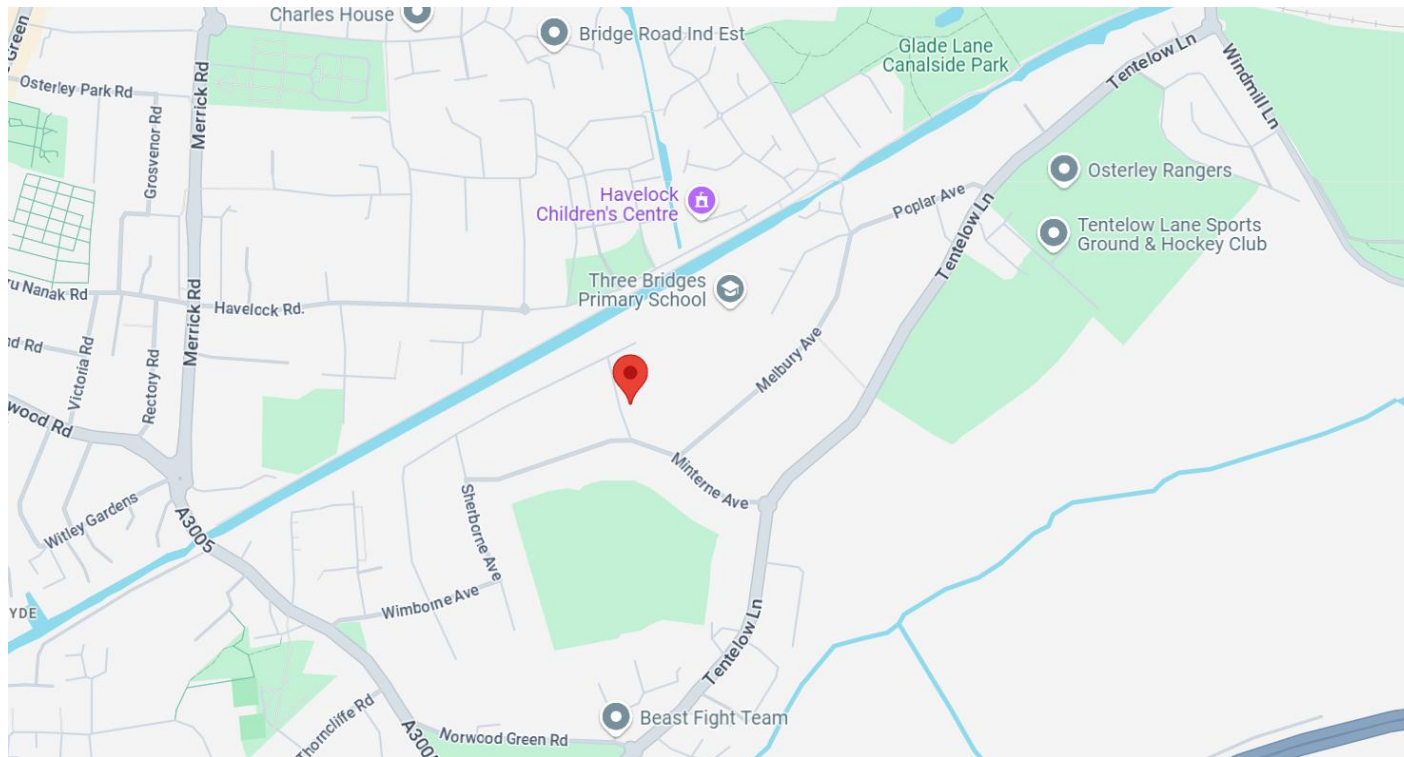 Green
Charles House
Bridge Road Ind Est
Glade Lane
Canalside Park
Tentelow Ln
Windmill Ln
Osterley Park Rd
Grosvenor Rd
Merrick Rd
Osterley Rangers
Havelock
Children's Centre
Poplar Ave
Tentelow Ln
Tentelow Lane Sports
Ground & Hockey Club
Three Bridges
Primary School
ru Nanak Rd
Havelock Rd.
Merrick Rd
nd Rd
Victoria Rd
Rectory Rd
Melbury Ave
wood Rd
Minterne Ave
Sherborne Ave
Witley Gardens
A3005
Wimborne Ave
YDE
Tentelow Ln
Thorncliffe Rd
A3005
Norwood Green Rd
Beast Fight Team